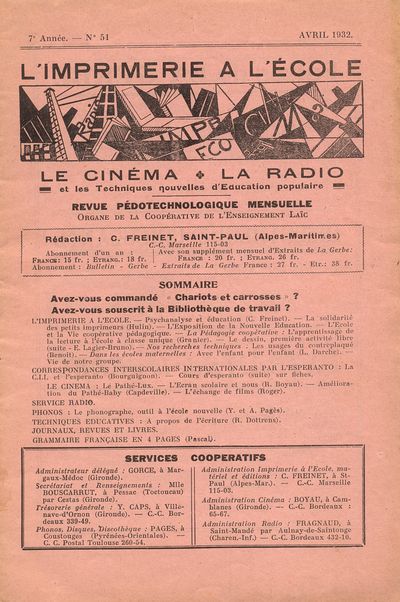 7e Année. — N° 51
AVRIL 1932.
L'IMPRIMERIE A L'ÉCOLE
LE CINÉMA LA RADIO
et les Techniques nouvelles d'Education populaire
REVUE PÉDOTECHNOLOGIQUE MENSUELLE
ORGANE DE LA COOPÉRATIVE DE L'ENSEIGNEMENT LAÏC
Rédaction : C. FREINET, SAINT-PAUL (Alpes-Maritimes)
C.-C. Marseille 115-03
Abonnement d'un an :
FRANCE: 15 fr. ; ETRANG.: 18 fr.
Avec son supplément mensuel d'Extraits de La Gerbe:
FRANCE : 20 fr. ; ETRANG. 26 fr.
Abonnement : Bulletin - Gerbe - Extraits de La Gerbe France : 27 fr. - Etr.: 38 fr.
SOMMAIRE
Avez-vous commandé « Chariots et carrosses » ?
Avez-vous souscrit à la Bibliothèque de travail ?
L'IMPRIMERIE A L'ECOLE. — Psychanalyse et éducation (C. Freinet). — La solidarité
des petits imprimeurs (Hulin). — L'Exposition de la Nouvelle Education. — L'Ecole
et la Vie coopérative pédagogique. — La Pédagogie coopérative : L'apprentissage de
la lecture à l'école à classe unique (Granier). — Le dessin, première activité libre
(suite - E. Lagier-Bruno). — Nos recherches techniques : Les usages du contreplaqué
(Benoit). — Dans les écoles maternelles : Avec l'enfant pour l'enfant (L. Darche). —
Vie de notre groupe.
CORRESPONDANCES INTERSCOLAIRES INTERNATIONALES PAR L'ESPERANTO : La
C.I.I. et l'esperanto (Bourguignon). — Cours d'esperanto (suite) sur fiches.
LE CINEMA : Le Pathé-Lux. — L'Ecran scolaire et nous (R. Boyau). — Améliora-
tion du Pathé-Baby (Capdeville). — L'échange de films (Roger).
SERVICE RADIO.
PHONOS : Le phonographe, outil à l'école nouvelle (Y. et A. Pagès).
TECHNIQUES EDUCATIVES : A propos de l'écriture (R. Dottrens).
JOURNAUX, REVUES ET LIVRES.
GRAMMAIRE FRANÇAISE EN 4 PAGES (Pascal).
SERVICES COOPERATIFS
Administrateur délégué : GORCE, à Mar-
gaux-Médoc (Gironde).
Secrétariat et Renseignements : Mlle
BOUSCARRUT, à Pessac (Toctoucau)
par Cestas (Gironde).
Trésorerie générale : Y. CAPS, à Ville-
nave-d'Ornon (Gironde). — C.-C. Bor-
deaux 339-49.
Phonos, Disques, Discothèque : PAGES, à
Coustouges (Pyrénées-Orientales). —
C. C. Postal Toulouse 260-54.
Administration Imprimerie à l'Ecole, ma-
tériel et éditions : C. FREINET, à St-
Paul (Alpes-Mar.). — C.-C. Marseille
115-03.
Administration Cinéma : BOYAU, à Cam-
blanes (Gironde). — C.-C. Bordeaux :
65-67.
Administration Radio : FRAGNAUD, à
Saint-Mandé par Aulnay-de-Saintonge
(Charen.-Inf.) — C.-C. Bordeaux 432-10.